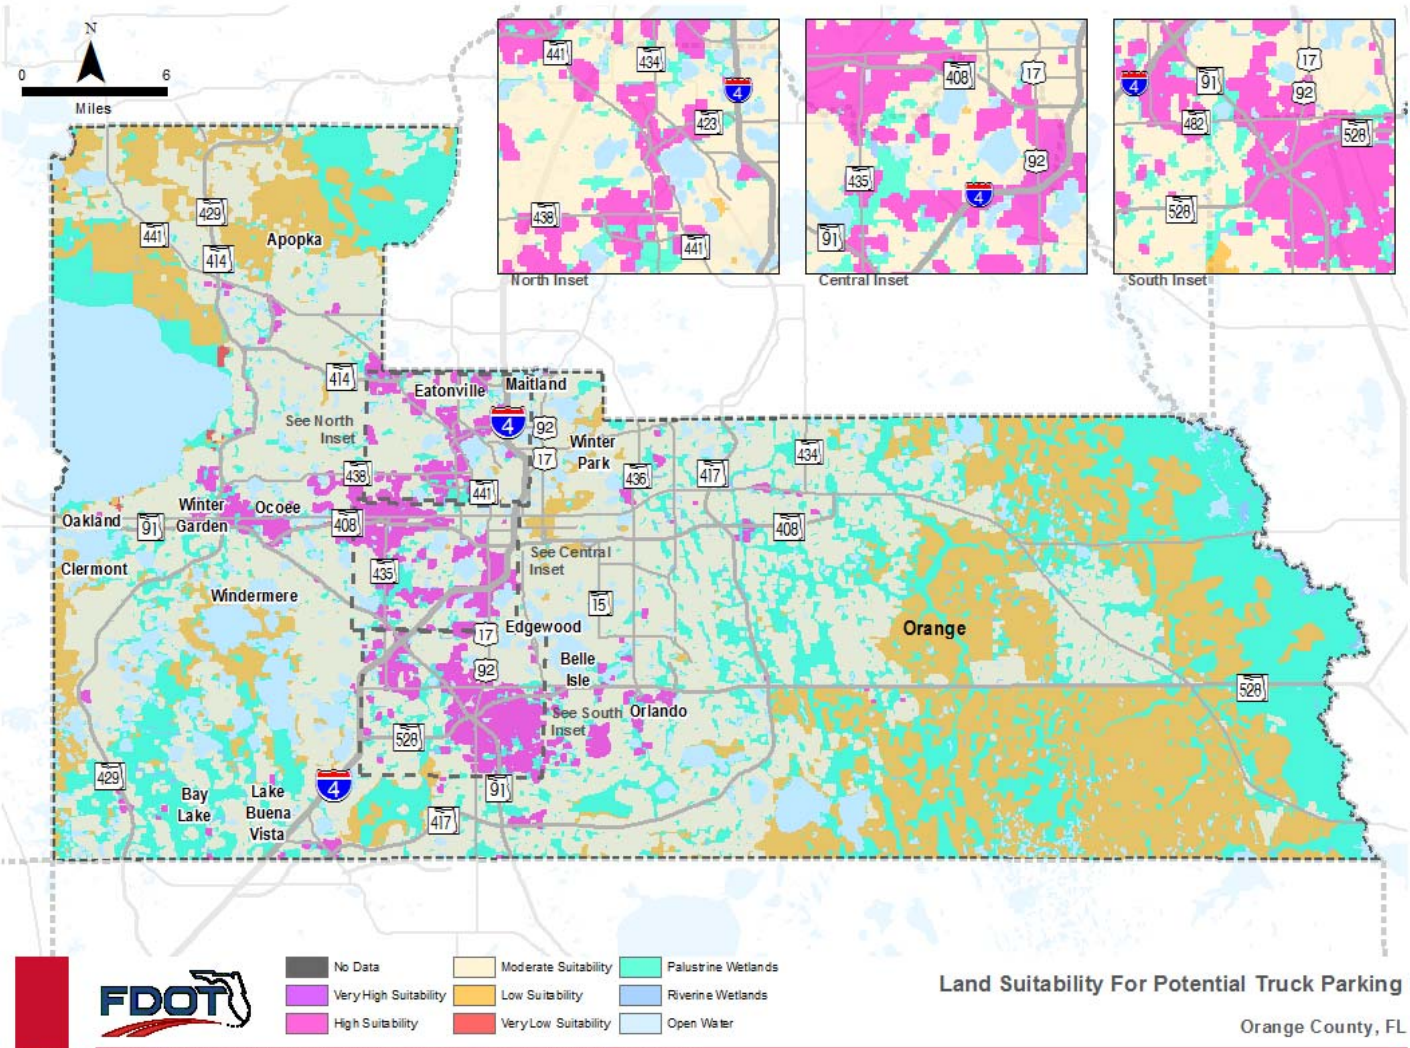 N
0 6
Miles
441
434
4
423
438
441
North Inset
408
17
435
92
4
91
Central Inset
4
91
17
92
482
528
528
South Inset
429
441
414
Apopka
414
Eatonville
Maitland
See North
Inset
4
92
17
Winter
Park
434
438
441
436
417
Winter
Garden
Ocoee
Oakland
91
408
408
Clermont
435
See Central
Inset
Windermere
15
Edgewood
17
Orange
92
Belle
Isle
528
See South
Inset
Orlando
528
429
4
91
Bay
Lake
Lake
Buena
Vista
417
FDOT
No Data
Very High Suitability
High Suitability
Moderate Suitability
Low Suitability
Very Low Suitability
Palustrine Wetlands
Riverine Wetlands
Open Water
Land Suitability For Potential Truck Parking
Orange County, FL